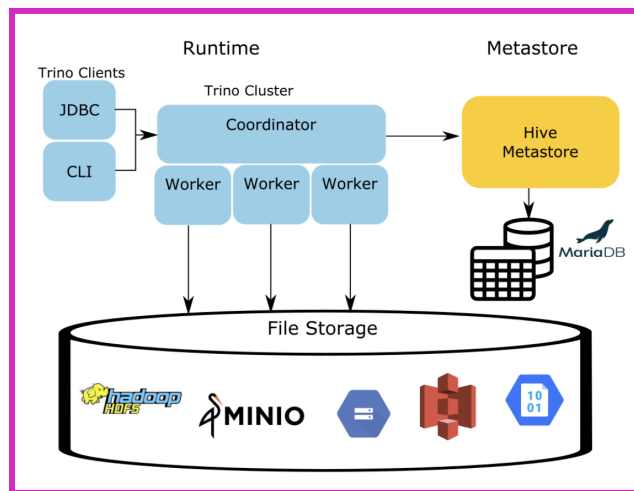 Runtime
Metastore
Trino Clients
Trino Cluster
JDBC
CLI
Coordinator
Worker
Worker
Worker
Hive
Metastore
MariaDB
File Storage
hadoop
HDFS
MINIO
10
01